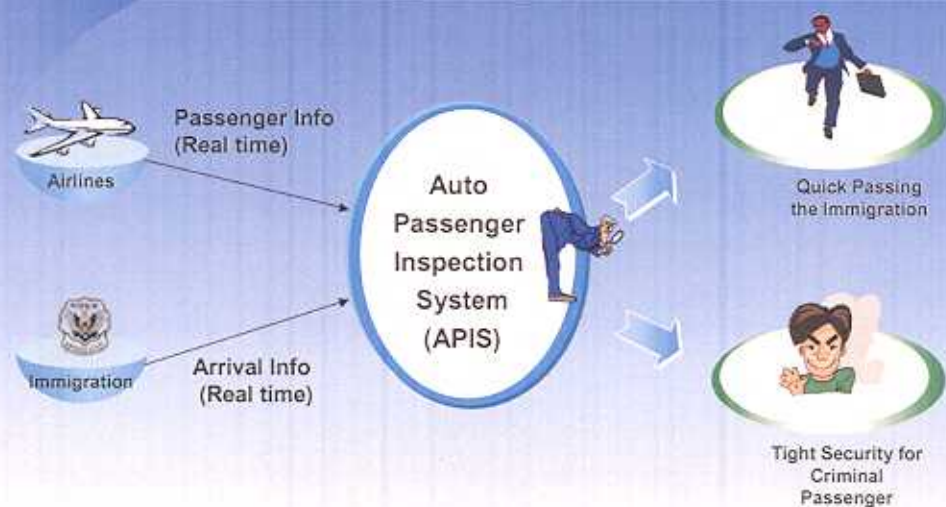 Passenger Info
(Real time)
Airlines
Auto
Passenger
Inspection
System
(APIS)
Quick Passing
the Immigration
Immigration
Arrival Info
(Real time)
Tight Security for
Criminal
Passenger